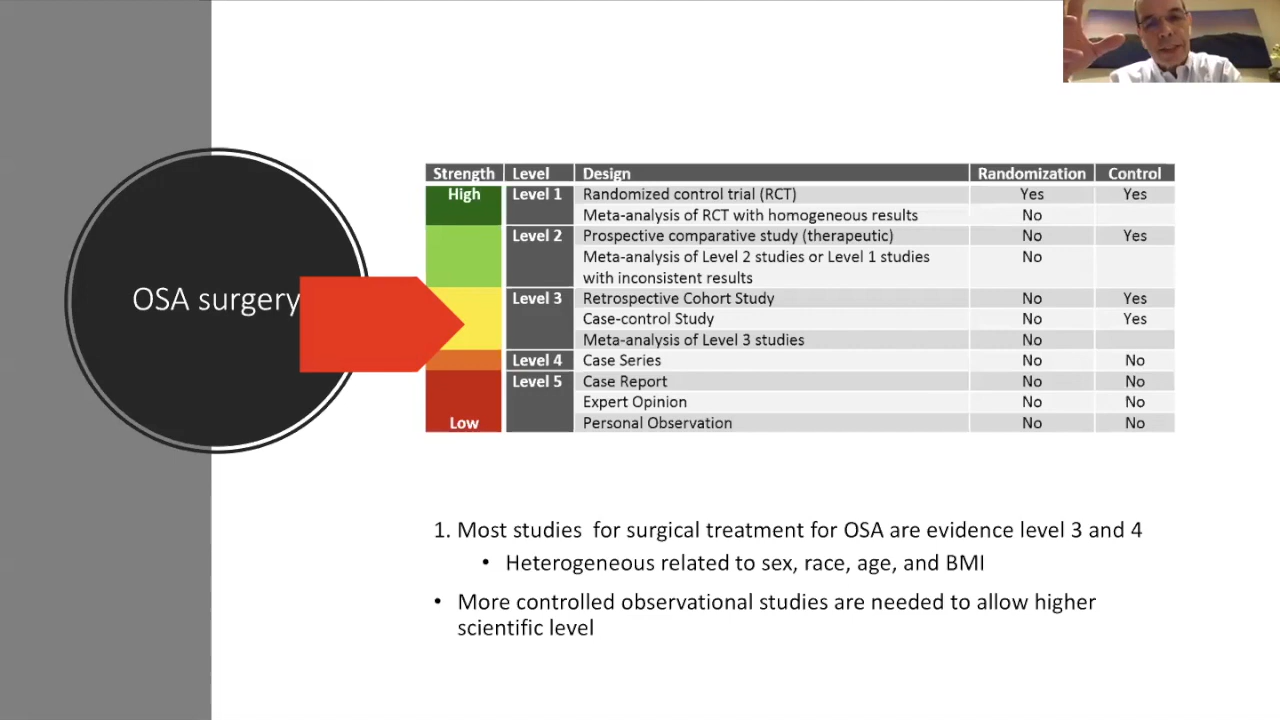 OSA surgery
Strength Level Design Randomization Control
High Level 1 Randomized control trial (RCT) Yes Yes
Meta-analysis of RCT with homogeneous results No
Level 2 Prospective comparative study (therapeutic) No Yes
Meta-analysis of Level 2 studies or Level 1 studies No
with inconsistent results
Level 3 Retrospective Cohort Study No Yes
Case-control Study No Yes
Meta-analysis of Level 3 studies No
Level 4 Case Series No No
Level 5 Case Report No No
Expert Opinion No No
Low Personal Observation No No
1. Most studies for surgical treatment for OSA are evidence level 3 and 4
• Heterogeneous related to sex, race, age, and BMI
• More controlled observational studies are needed to allow higher
scientific level